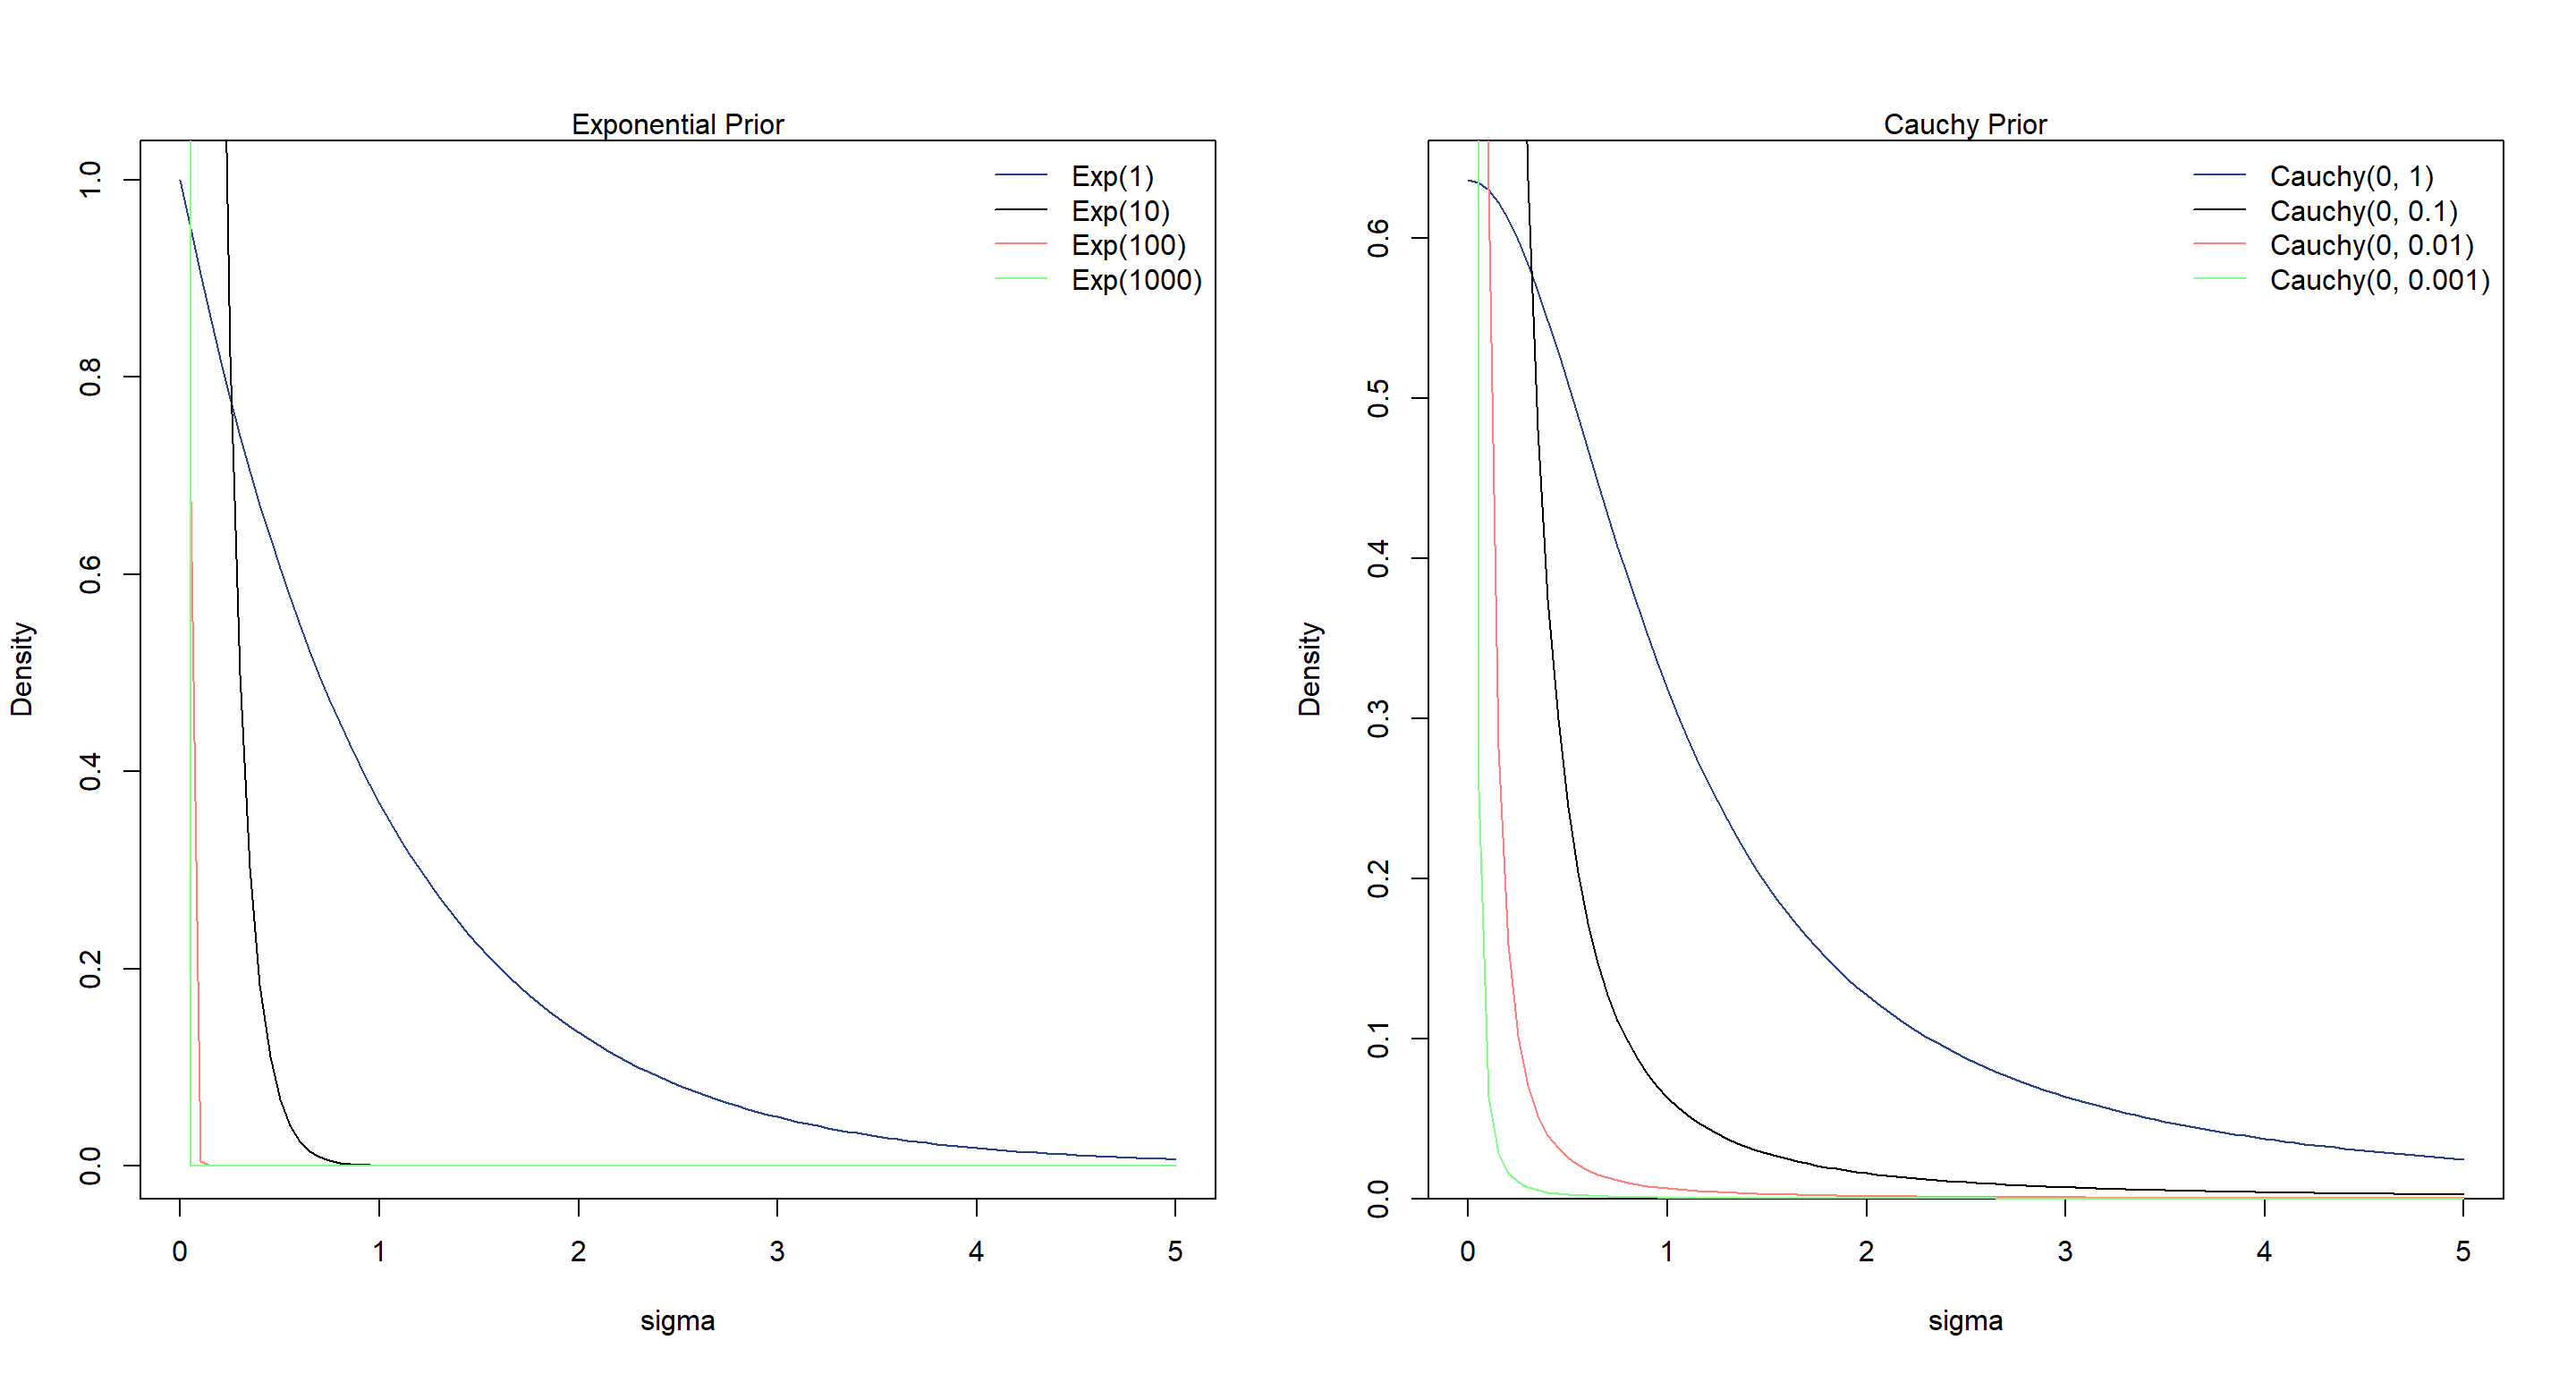 Exponential Prior
Density
1.0
0.8
0.6
0.4
0.2
0.0
Exp(1)
Exp(10)
Exp(100)
Exp(1000)
0 1 2 3 4 5
sigma
Cauchy Prior
Density
0.6
0.5
0.4
0.3
0.2
0.1
0.0
Cauchy(0, 1)
Cauchy(0, 0.1)
Cauchy(0, 0.01)
Cauchy(0, 0.001)
0 1 2 3 4 5
sigma